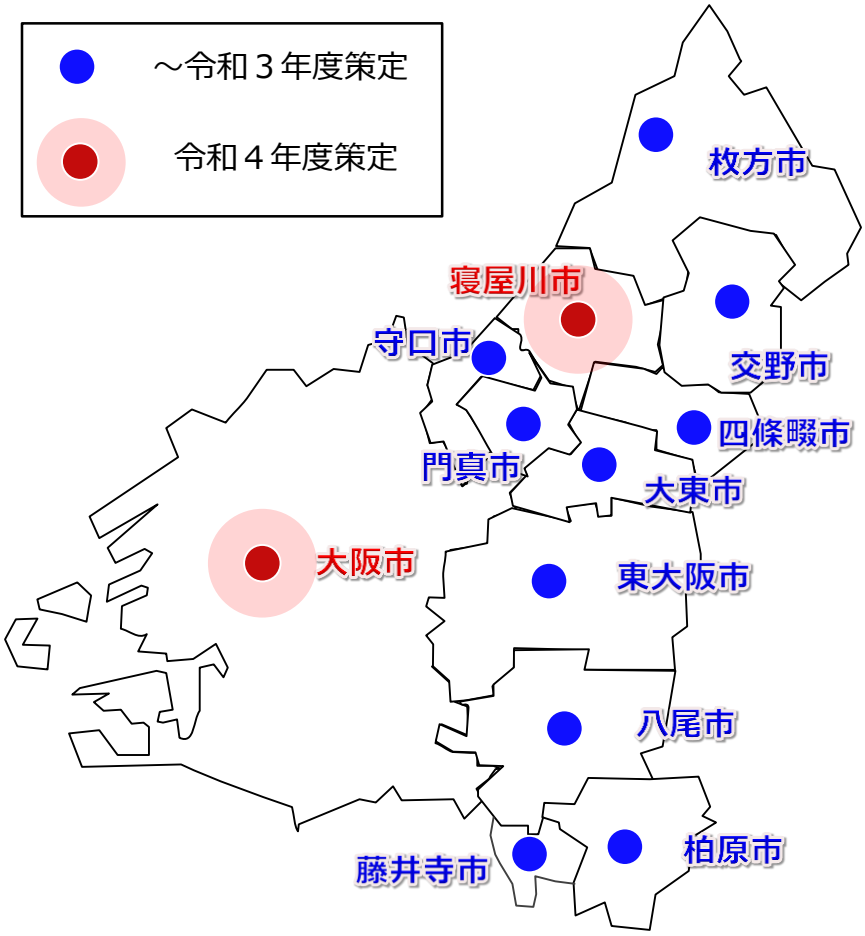 ～令和３年度策定
令和４年度策定
枚方市
寝屋川市
守口市
交野市
四條畷市
門真市
大東市
大阪市
東大阪市
八尾市
柏原市
藤井寺市